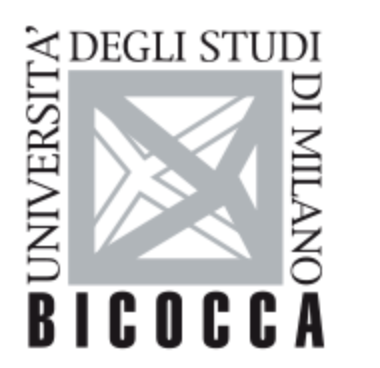 UNIVERSITA'
DEGLI STUDI
DI MILANO
BICOCCA